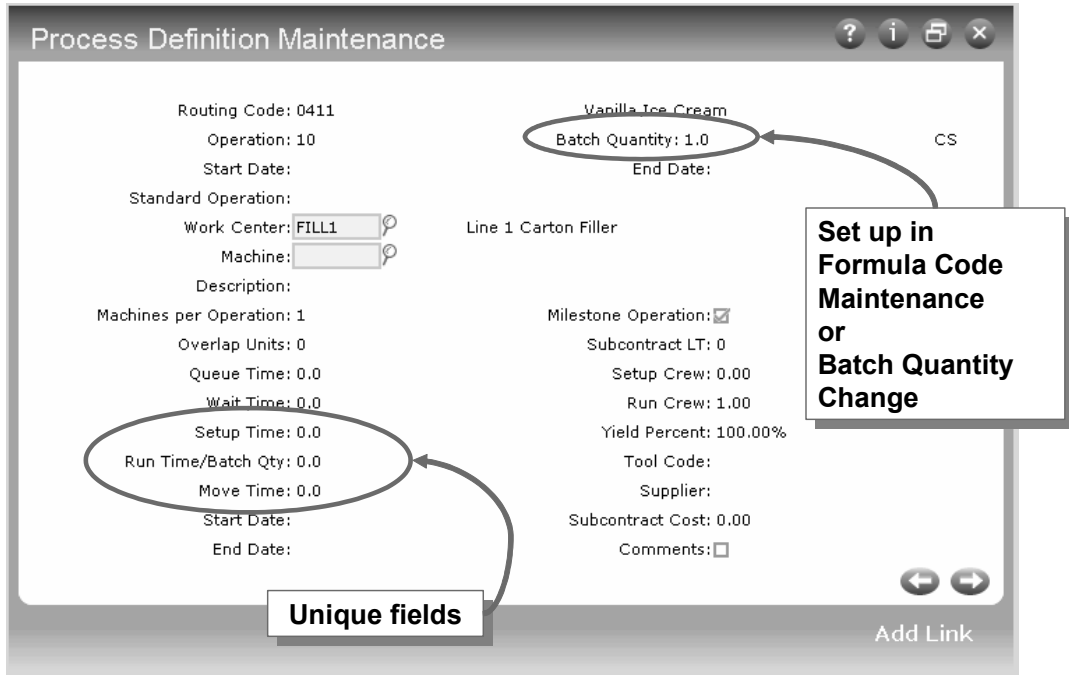 Process Definition Maintenance
? i
Routing Code: 0411 Vanilla Ice Cream
Operation: 10 Batch Quantity: 1.0 CS
Start Date: End Date:
Standard Operation:
Work Center: FILL1 Line 1 Carton Filler
Machine:
Description:
Machines per Operation: 1 Milestone Operation:
Overlap Units: 0 Subcontract LT: 0
Queue Time: 0.0 Setup Crew: 0.00
Wait Time: 0.0 Run Crew: 1.00
Setup Time: 0.0 Yield Percent: 100.00%
Run Time/Batch Qty: 0.0 Tool Code:
Move Time: 0.0 Supplier:
Start Date: Subcontract Cost: 0.00
End Date: Comments:
Set up in
Formula Code
Maintenance
or
Batch Quantity
Change
Unique fields
Add Link